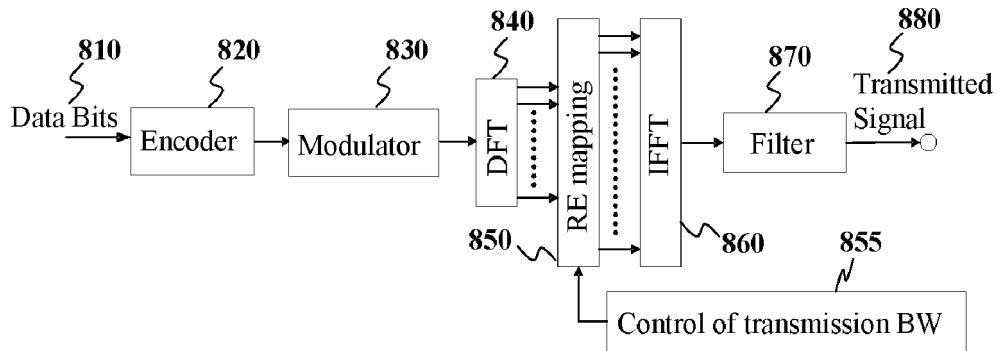 810
820
830
840
870
880
Data Bits
Encoder
Modulator
DFT
RE mapping
IFFT
Filter
Transmitted
Signal
850
860
855
Control of transmission BW